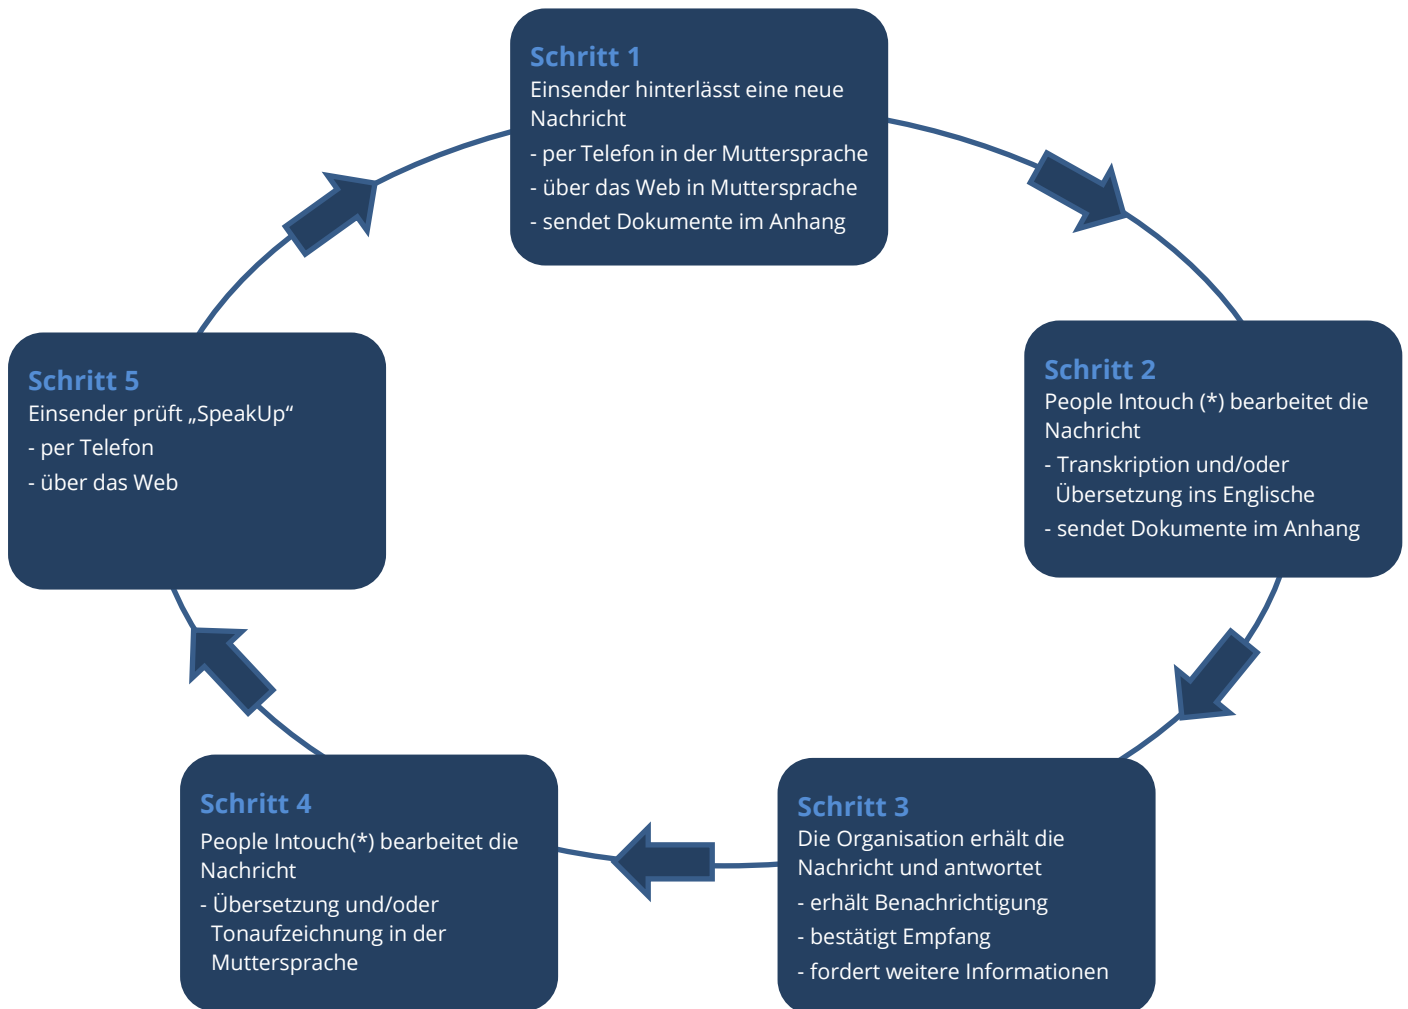 Schritt 1
Einsender hinterlässt eine neue
Nachricht
- per Telefon in der Muttersprache
- über das Web in Muttersprache
- sendet Dokumente im Anhang
Schritt 2
People Intouch (*) bearbeitet die
Nachricht
- Transkription und/oder
Übersetzung ins Englische
- sendet Dokumente im Anhang
Schritt 3
Die Organisation erhält die
Nachricht und antwortet
- erhält Benachrichtigung
- bestätigt Empfang
- fordert weitere Informationen
Schritt 4
People Intouch(*) bearbeitet die
Nachricht
- Übersetzung und/oder
Tonaufzeichnung in der
Muttersprache
Schritt 5
Einsender prüft „SpeakUp“
- per Telefon
- über das Web